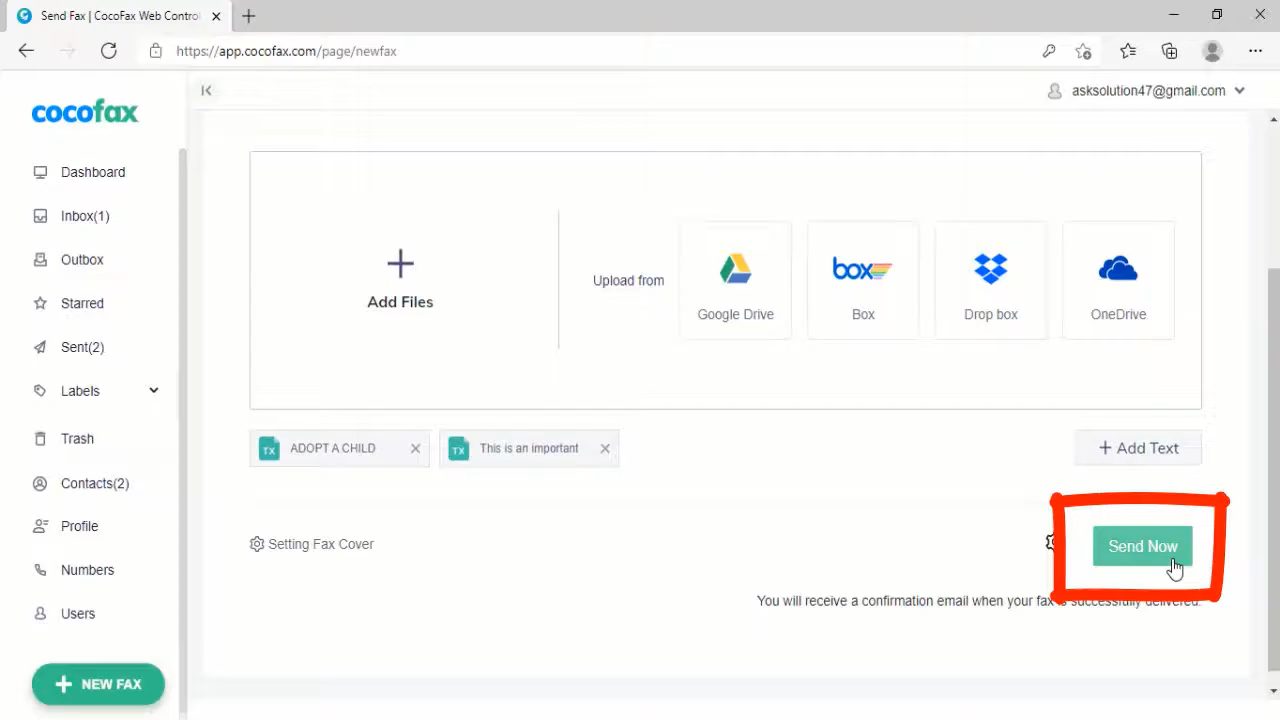 Send Fax | CocoFax Web Control
https://app.cocofax.com/page/newfax
cocofax
asksolution47@gmail.com
Dashboard
Inbox(1)
Outbox
Starred
Sent(2)
Labels
Trash
Contacts(2)
Profile
Numbers
Users
NEW FAX
Add Files
Upload from
Google Drive
box
Box
Drop box
OneDrive
TX ADOPT A CHILD
TX This is an important
Add Text
Setting Fax Cover
Send Now
You will receive a confirmation email when your fax is successfully delivered.